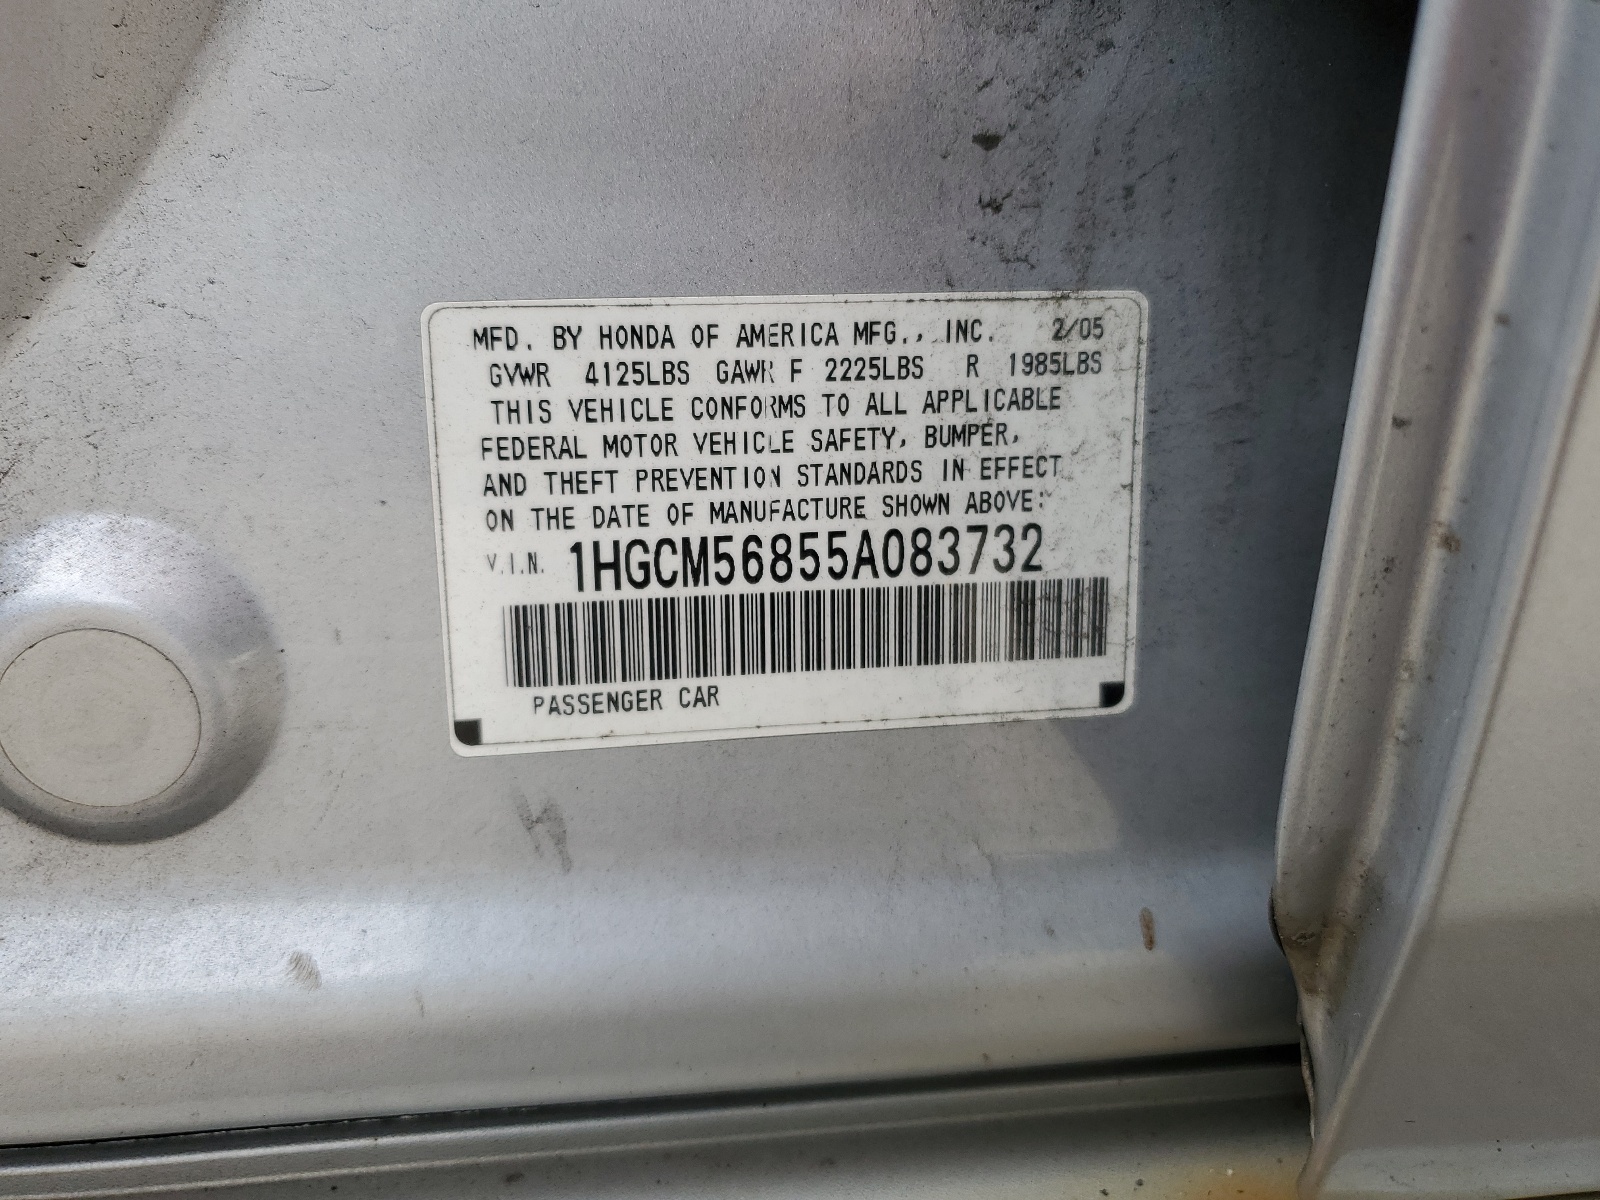 MFD. BY HONDA OF AMERICA MFG., INC. 2/05
GVWR 4125LBS GAWR F 2225LBS R 1985LBS
THIS VEHICLE CONFORMS TO ALL APPLICABLE
FEDERAL MOTOR VEHICLE SAFETY, BUMPER,
AND THEFT PREVENTION STANDARDS IN EFFECT
ON THE DATE OF MANUFACTURE SHOWN ABOVE:
V.I.N. 1HGCM56855A083732
PASSENGER CAR